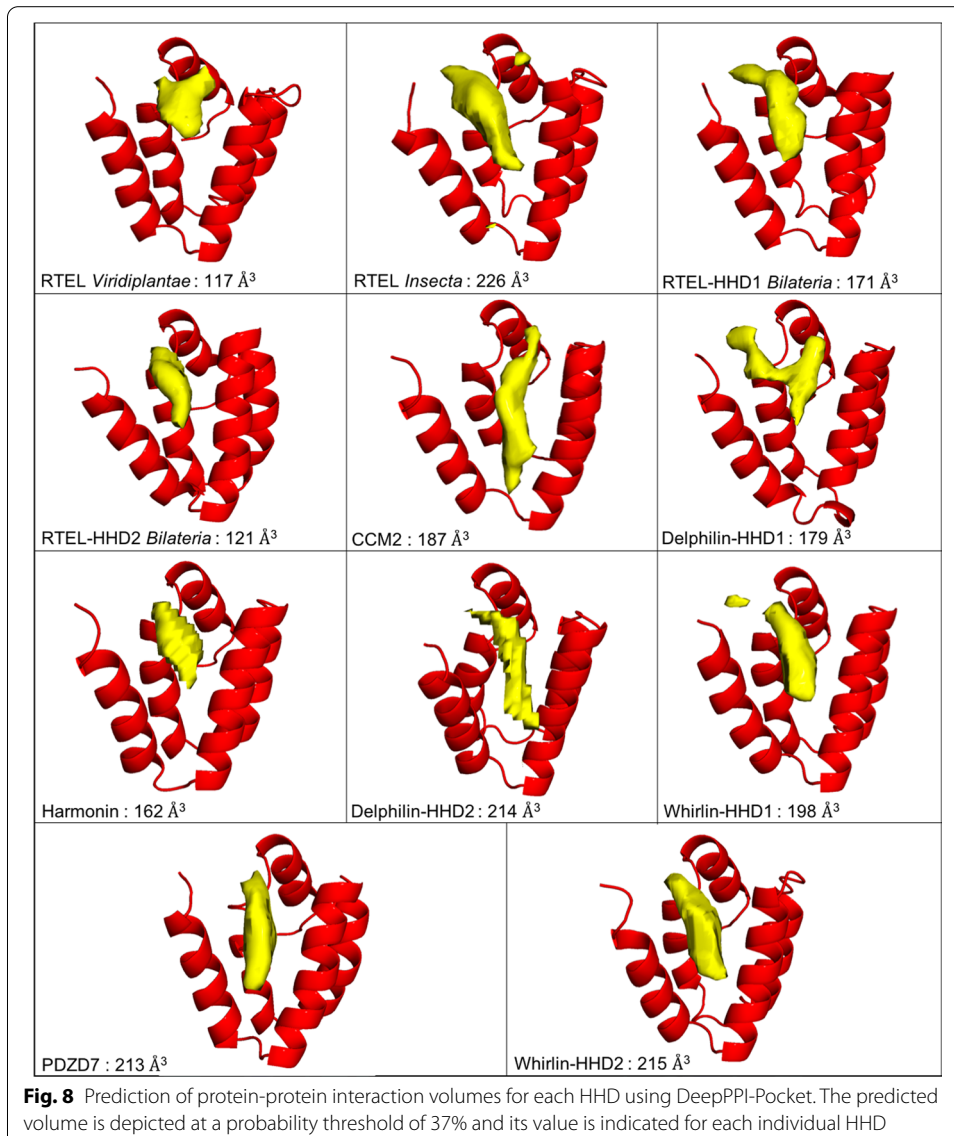 RTEL Viridiplantae : 117 Å³
RTEL Insecta : 226 Å³
RTEL-HHD1 Bilateria : 171 Å³
RTEL-HHD2 Bilateria : 121 Å³
CCM2 : 187 Å³
Delphilin-HHD1 : 179 Å³
Harmonin : 162 Å³
Delphilin-HHD2 : 214 Å³
Whirlin-HHD1 : 198 Å³
PDZD7 : 213 Å³
Whirlin-HHD2 : 215 Å³
Fig. 8 Prediction of protein-protein interaction volumes for each HHD using DeepPPI-Pocket. The predicted
volume is depicted at a probability threshold of 37% and its value is indicated for each individual HHD